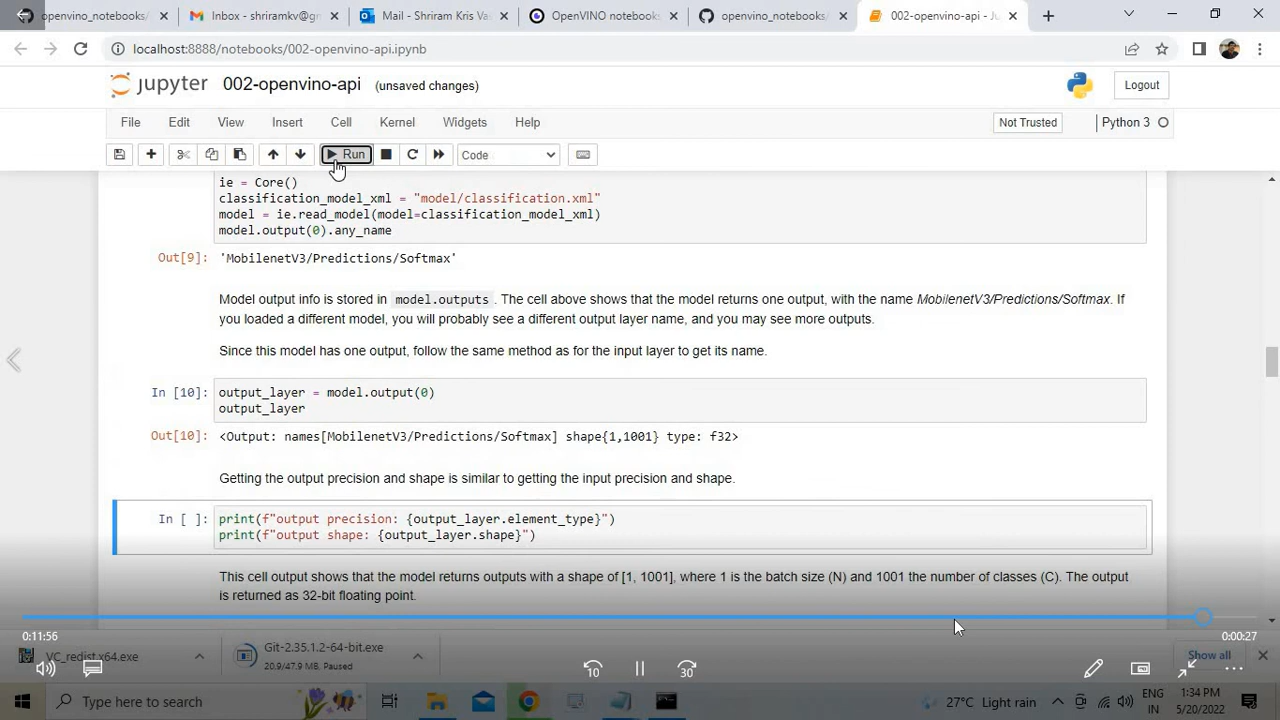 openvino_notebooks/
Inbox - shriramkv@g
Mail - Shriram Kris Va
OpenVINO notebooks
openvino_notebooks/
002-openvino-api - Ju
localhost:8888/notebooks/002-openvino-api.ipynb
jupyter 002-openvino-api (unsaved changes)
Logout
File Edit View Insert Cell Kernel Widgets Help
Not Trusted
Python 3
Run
Code
ie = Core()
classification_model_xml = "model/classification.xml"
model = ie.read_model(model=classification_model_xml)
model.output(0).any_name
Out[9]: 'MobilenetV3/Predictions/Softmax'
Model output info is stored in model.outputs . The cell above shows that the model returns one output, with the name MobilenetV3/Predictions/Softmax. If
you loaded a different model, you will probably see a different output layer name, and you may see more outputs.
Since this model has one output, follow the same method as for the input layer to get its name.
In [10]: output_layer = model.output(0)
output_layer
Out[10]: <Output: names[MobilenetV3/Predictions/Softmax] shape{1,1001} type: f32>
Getting the output precision and shape is similar to getting the input precision and shape.
In [ ]: print(f"output precision: {output_layer.element_type}")
print(f"output shape: {output_layer.shape}")
This cell output shows that the model returns outputs with a shape of [1, 1001], where 1 is the batch size (N) and 1001 the number of classes (C). The output
is returned as 32-bit floating point.
0:11:56
0:00:27
VC_redist.x64.exe
Git-2.35.1.2-64-bit.exe
20.9/47.9 MB, Paused
Show all
10
30
Type here to search
27°C Light rain
ENG
IN
1:34 PM
5/20/2022